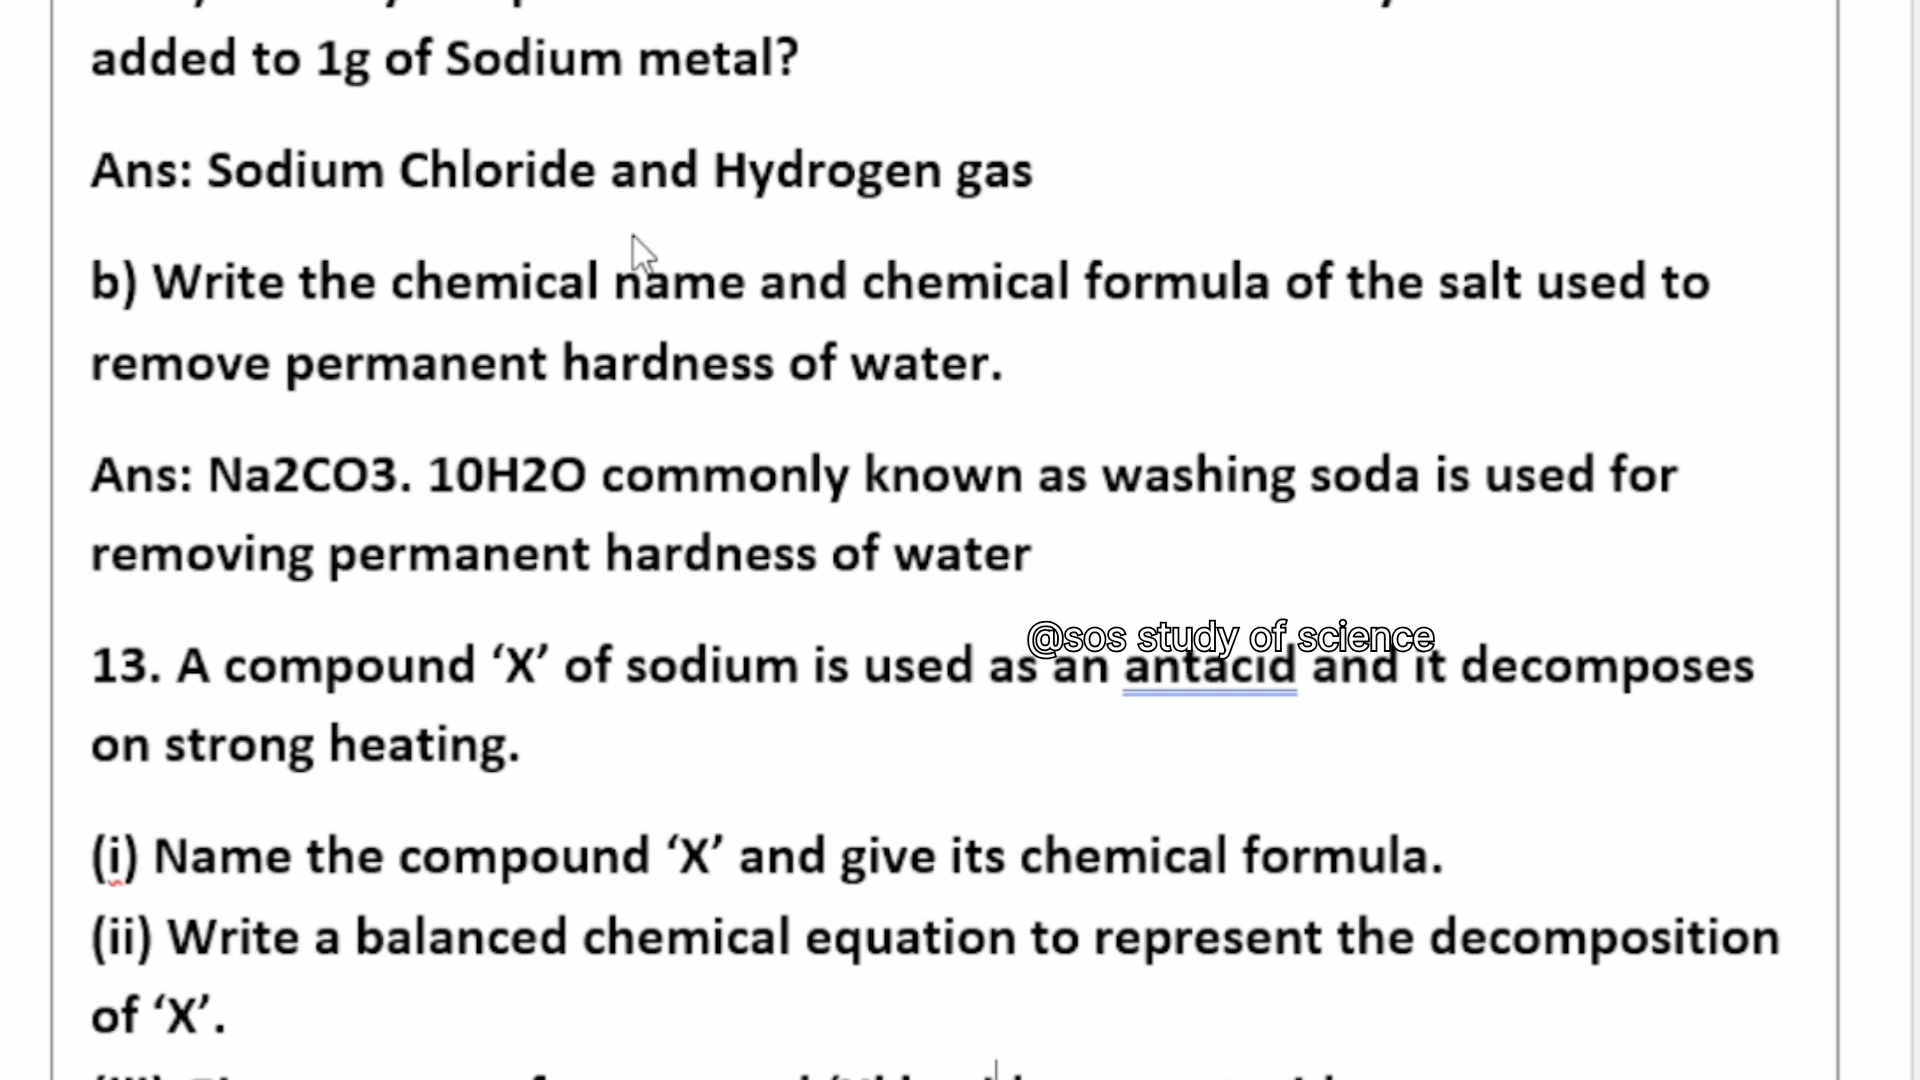 added to 1g of Sodium metal?
Ans: Sodium Chloride and Hydrogen gas
b) Write the chemical name and chemical formula of the salt used to
remove permanent hardness of water.
Ans: Na2CO3. 10H2O commonly known as washing soda is used for
removing permanent hardness of water
@sos study of science
13. A compound ‘X’ of sodium is used as an antacid and it decomposes
on strong heating.
(i) Name the compound ‘X’ and give its chemical formula.
(ii) Write a balanced chemical equation to represent the decomposition
of ‘X’.